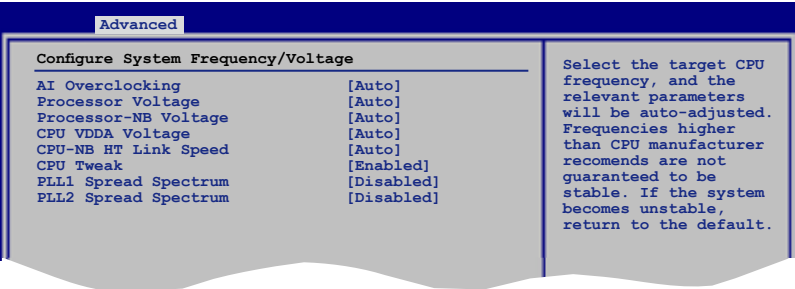 Advanced
Configure System Frequency/Voltage
AI Overclocking [Auto]
Processor Voltage [Auto]
Processor-NB Voltage [Auto]
CPU VDDA Voltage [Auto]
CPU-NB HT Link Speed [Auto]
CPU Tweak [Enabled]
PLL1 Spread Spectrum [Disabled]
PLL2 Spread Spectrum [Disabled]
Select the target CPU
frequency, and the
relevant parameters
will be auto-adjusted.
Frequencies higher
than CPU manufacturer
recomends are not
guaranteed to be
stable. If the system
becomes unstable,
return to the default.